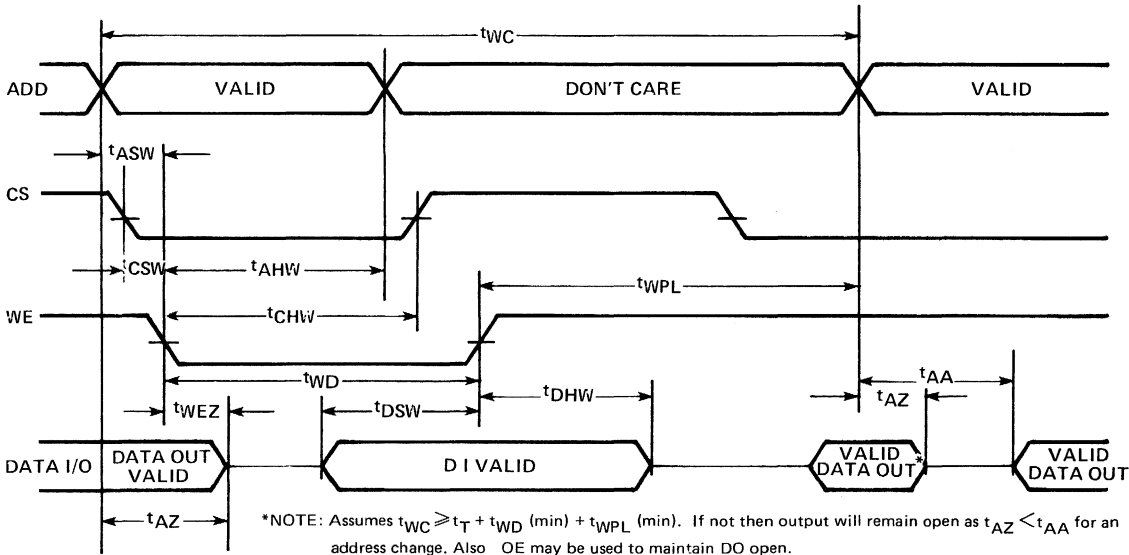 tWC
ADD VALID DON'T CARE VALID
tASW
CS
tCSW tAHW tWPL
tCHW
WE
tWD tAA
tWEZ tDSW tDHW tAZ
DATA I/O DATA OUT VALID D I VALID VALID DATA OUT* VALID DATA OUT
tAZ
*NOTE: Assumes tWC ⩾ tT + tWD (min) + tWPL (min). If not then output will remain open as tAZ < tAA for an
address change. Also OE may be used to maintain DO open.